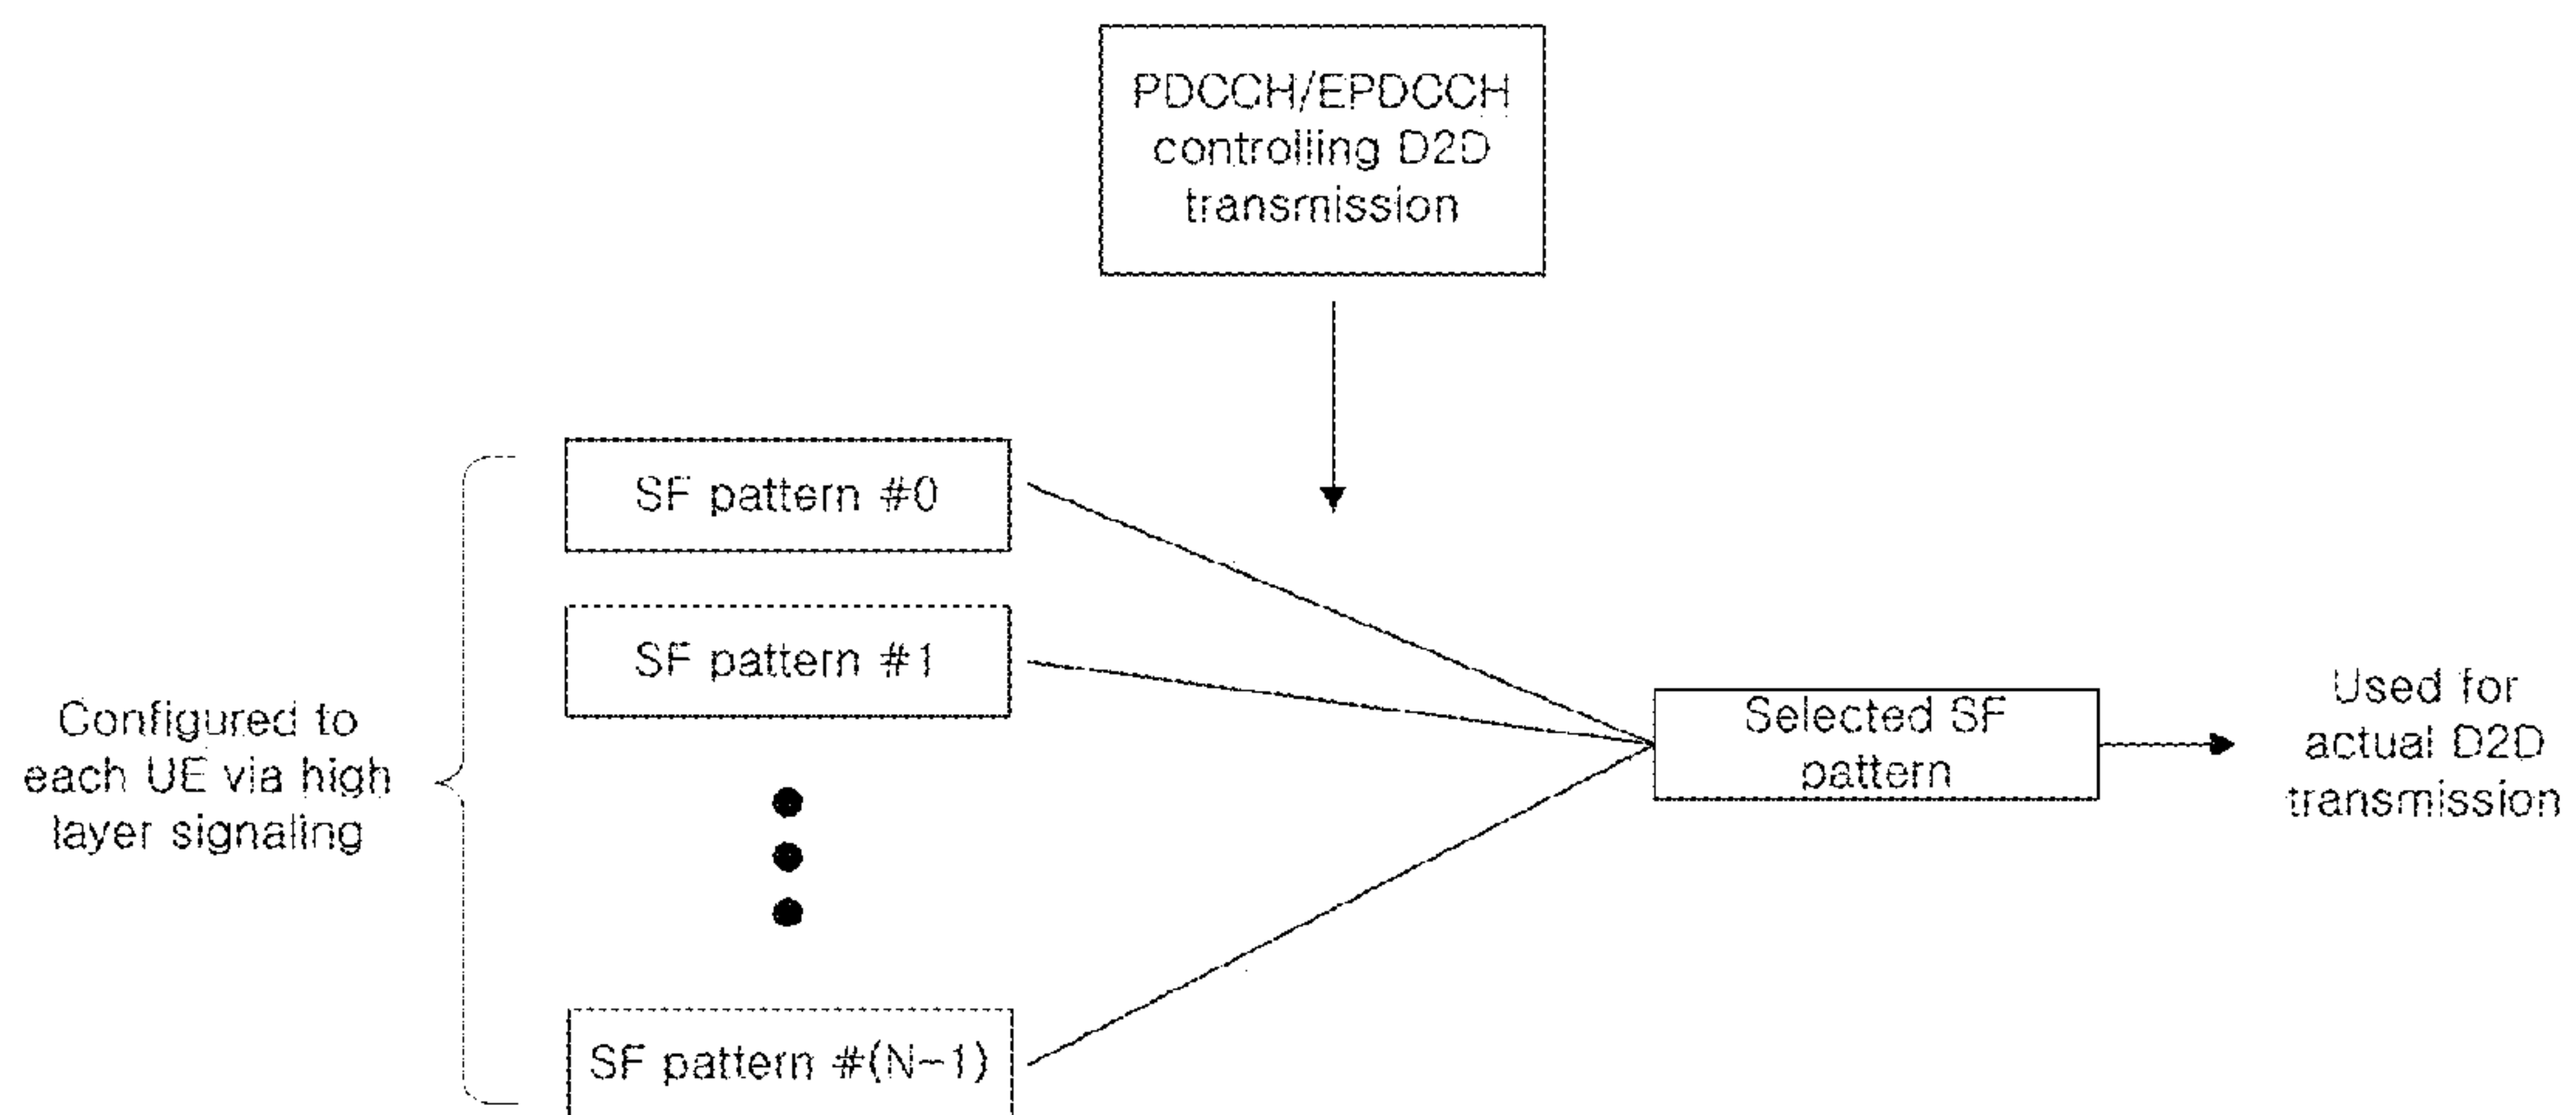 PDCCH/EPDCCH
controlling D2D
transmission
SF pattern #0
SF pattern #1
Configured to
each UE via high
layer signaling
Selected SF
pattern
Used for
actual D2D
transmission
SF pattern #(N-1)